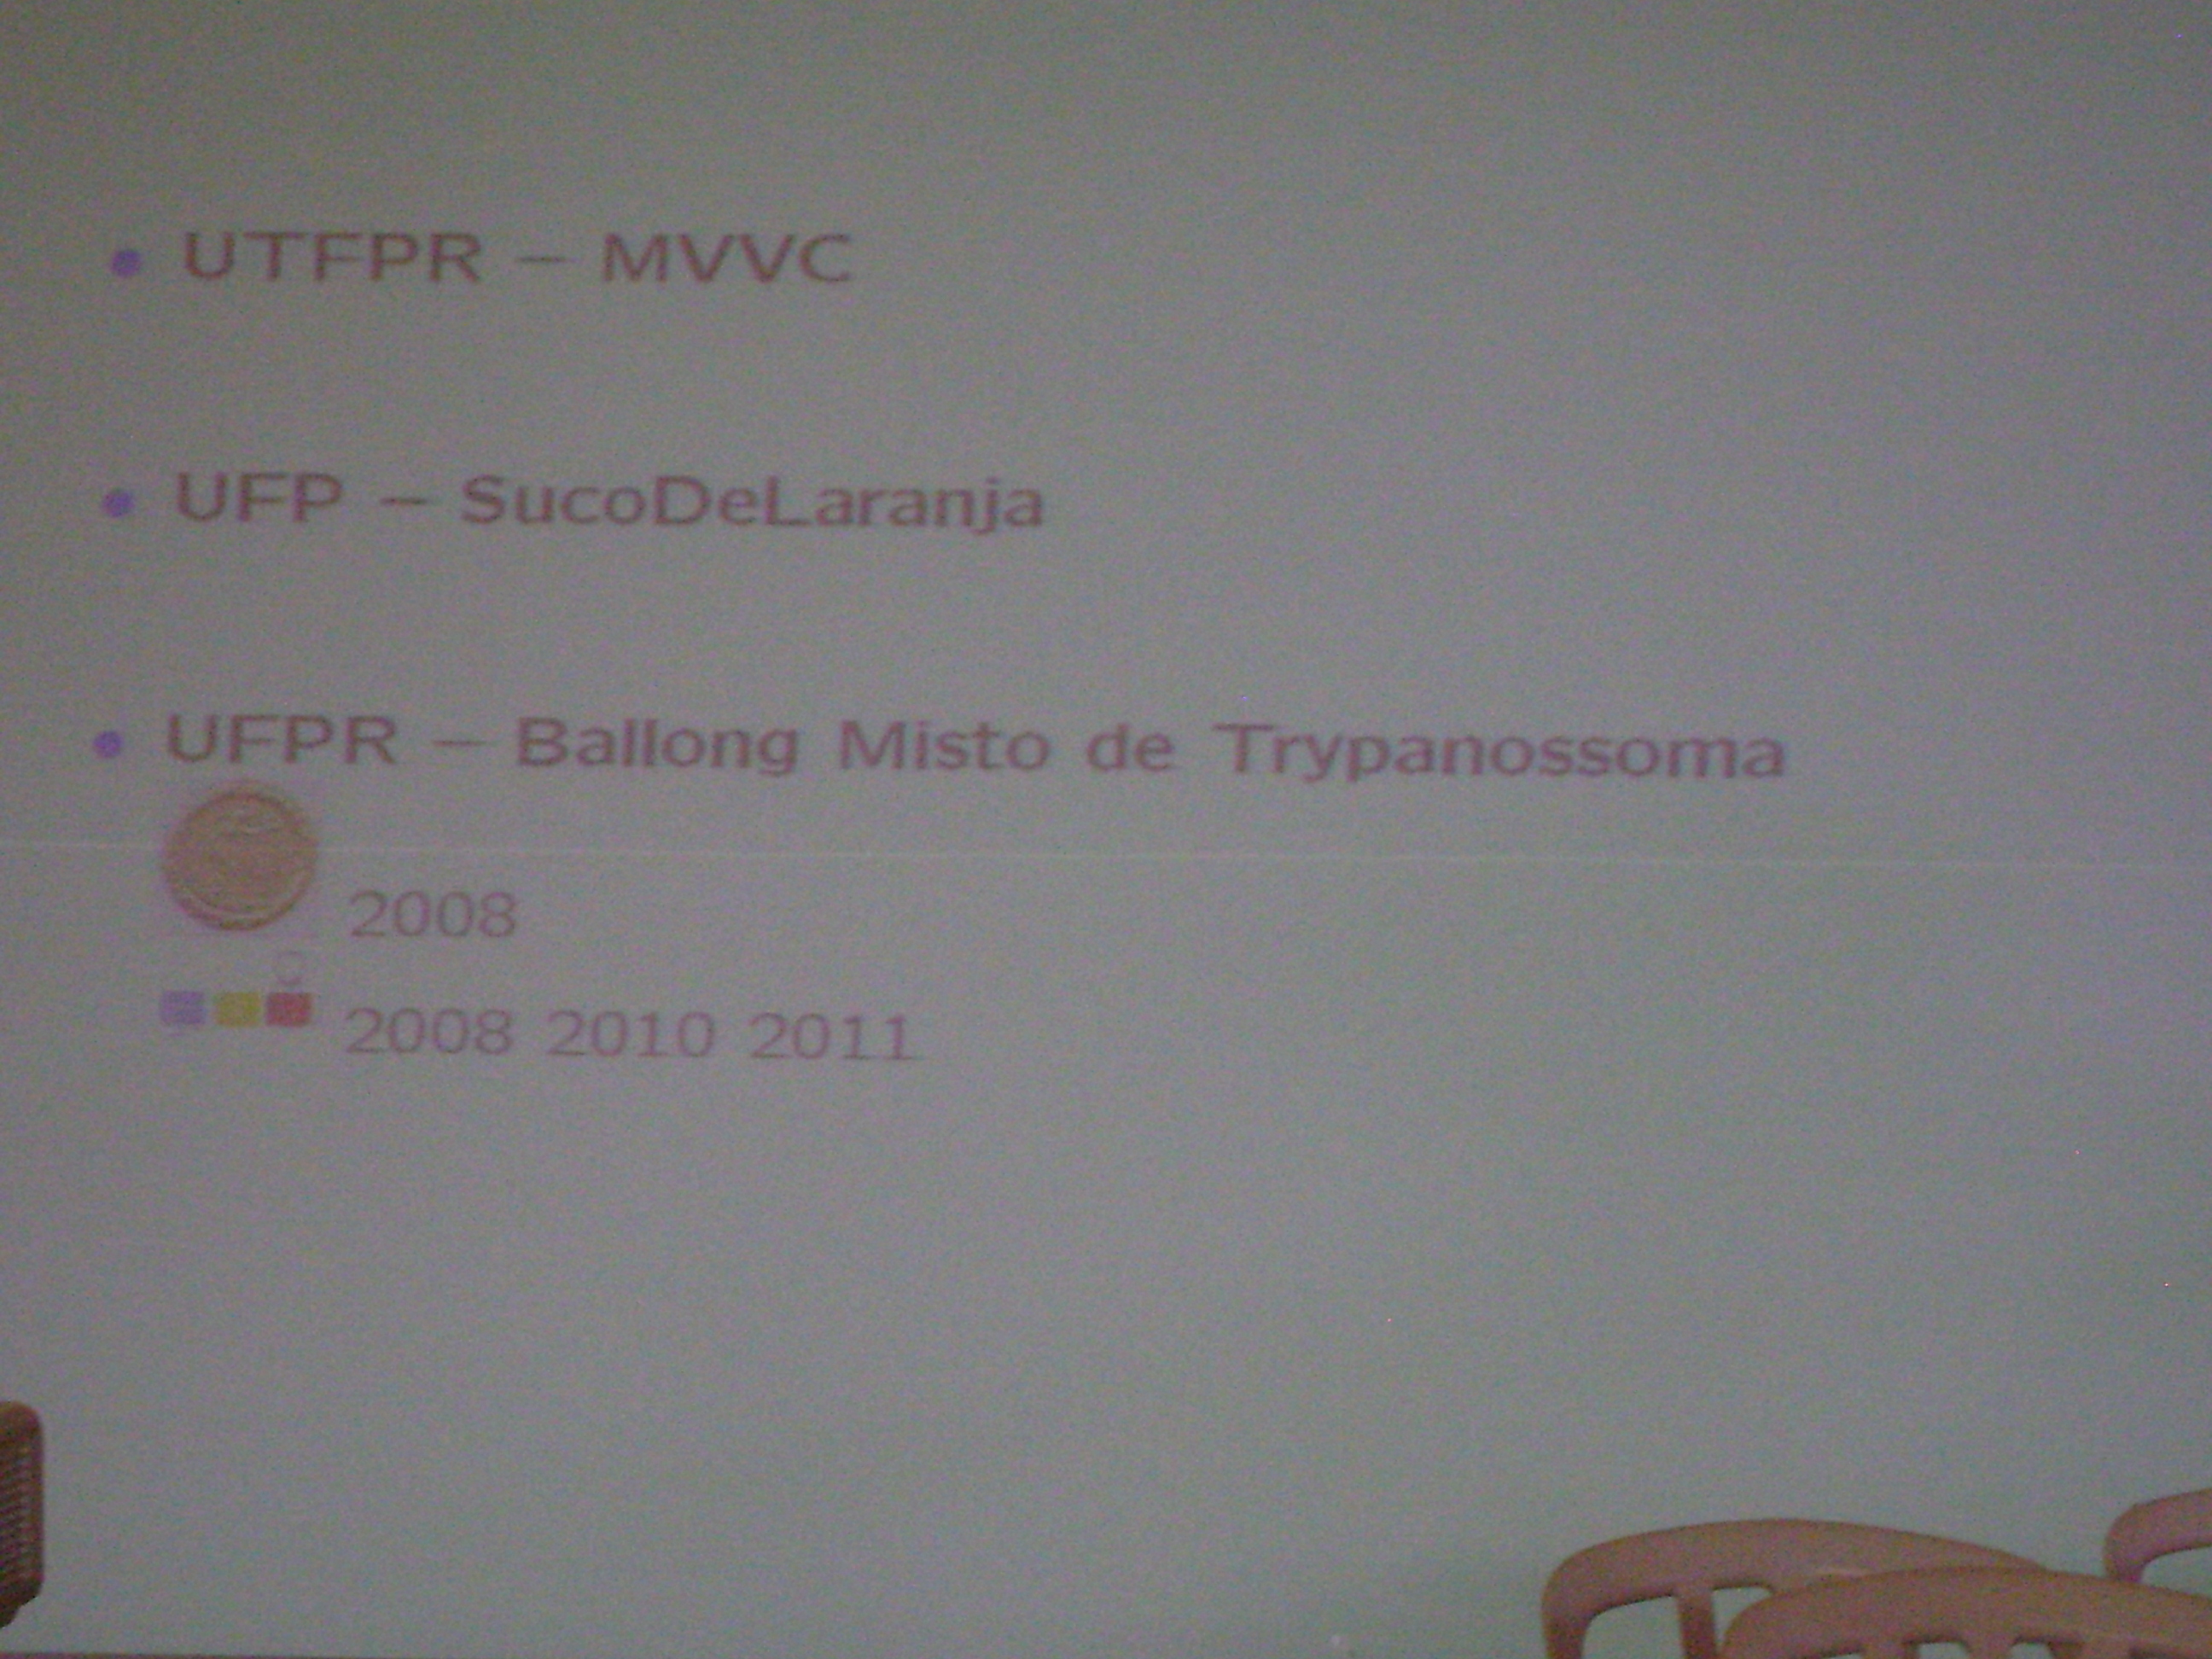 • UTFPR – MVVC
• UFP – SucoDeLaranja
• UFPR – Ballong Misto de Trypanossoma
2008
2008 2010 2011